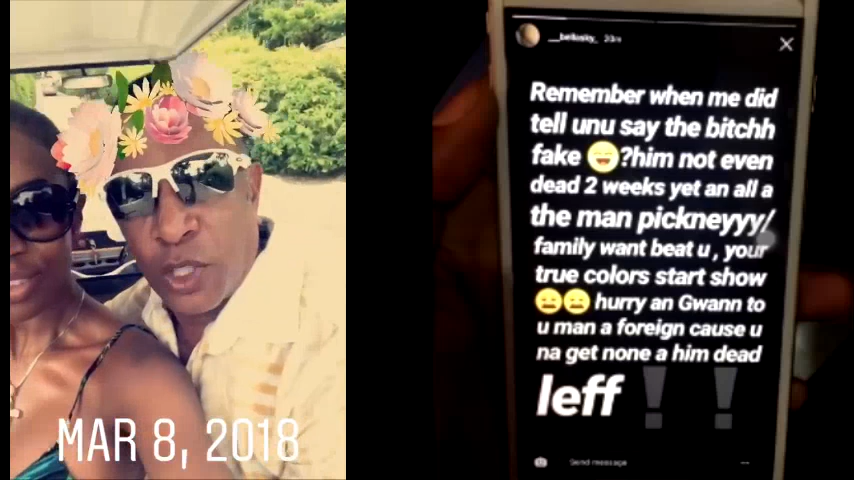 MAR 8, 2018
__bellasky_ 20m
Remember when me did
tell unu say the bitchh
fake 😄?him not even
dead 2 weeks yet an all a
the man pickneyyy/
family want beat u , your
true colors start show
😄😄 hurry an Gwann to
u man a foreign cause u
na get none a him dead
leff ❗❗
Send message